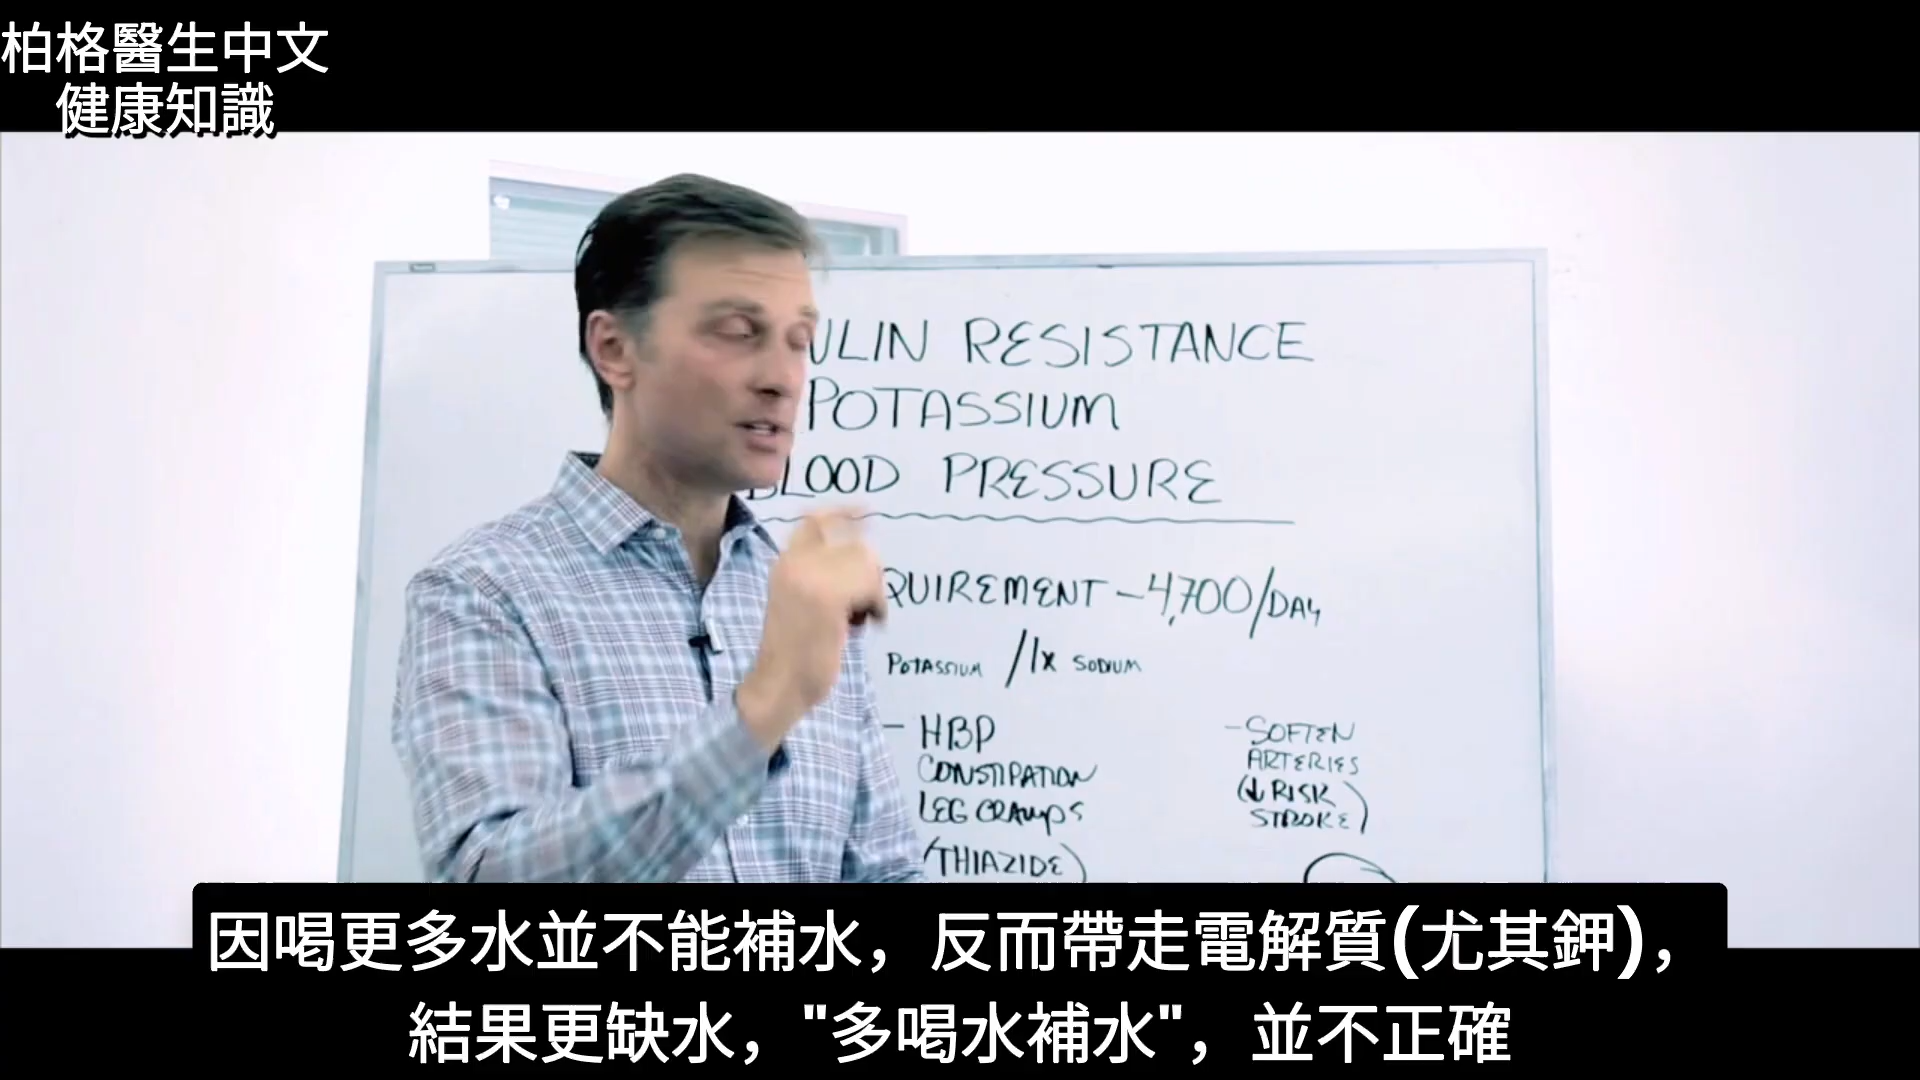 柏格醫生中文
健康知識
ULIN RESISTANCE
POTASSIUM
BLOOD PRESSURE
QUIREMENT - 4,700/DAY
POTASSIUM / 1x SODIUM
- HBP
CONSTIPATION
LEG CRAMPS
(THIAZIDE)
- SOFTEN
ARTERIES
(↓ RISK
STROKE)
因喝更多水並不能補水，反而帶走電解質(尤其鉀)，
結果更缺水，"多喝水補水"，並不正確